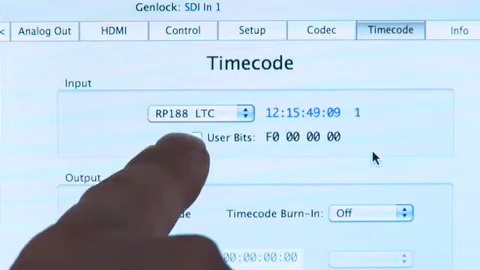 Genlock: SDI In 1
Analog Out HDMI Control Setup Codec Timecode Info
Timecode
Input
RP188 LTC 12:15:49:09 1
User Bits: F0 00 00 00
Output
Timecode Burn-In: Off
:00:00:00